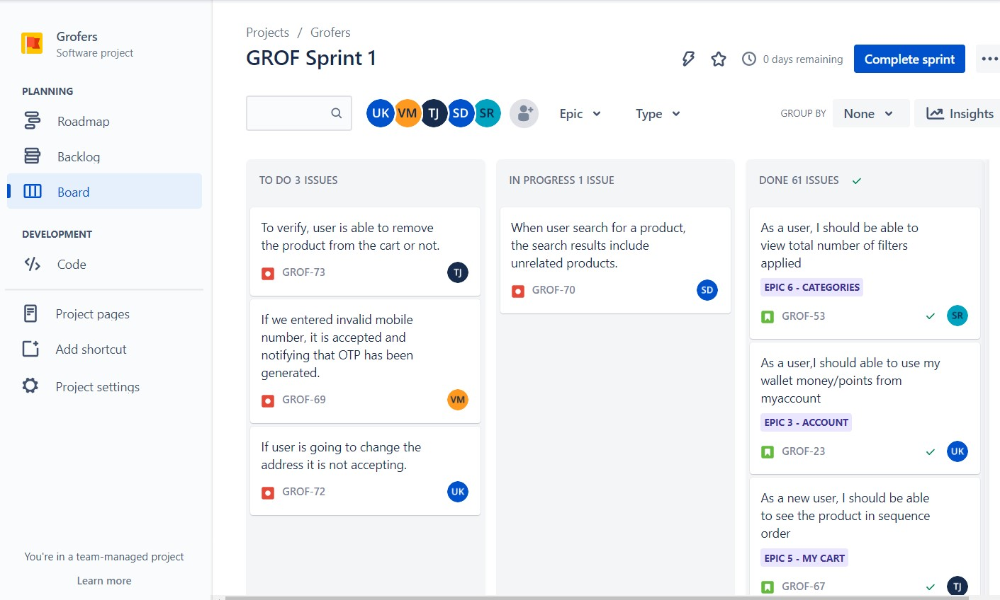 Grofers
Software project
PLANNING
Roadmap
Backlog
Board
DEVELOPMENT
Code
Project pages
Add shortcut
Project settings
You're in a team-managed project
Learn more
Projects / Grofers
GROF Sprint 1
0 days remaining
Complete sprint
UK VM TJ SD SR
Epic
Type
GROUP BY
None
Insights
TO DO 3 ISSUES
To verify, user is able to remove
the product from the cart or not.
GROF-73
TJ
If we entered invalid mobile
number, it is accepted and
notifying that OTP has been
generated.
GROF-69
VM
If user is going to change the
address it is not accepting.
GROF-72
UK
IN PROGRESS 1 ISSUE
When user search for a product,
the search results include
unrelated products.
GROF-70
SD
DONE 61 ISSUES
As a user, I should be able to
view total number of filters
applied
EPIC 6 - CATEGORIES
GROF-53
SR
As a user,I should able to use my
wallet money/points from
myaccount
EPIC 3 - ACCOUNT
GROF-23
UK
As a new user, I should be able
to see the product in sequence
order
EPIC 5 - MY CART
GROF-67
TJ